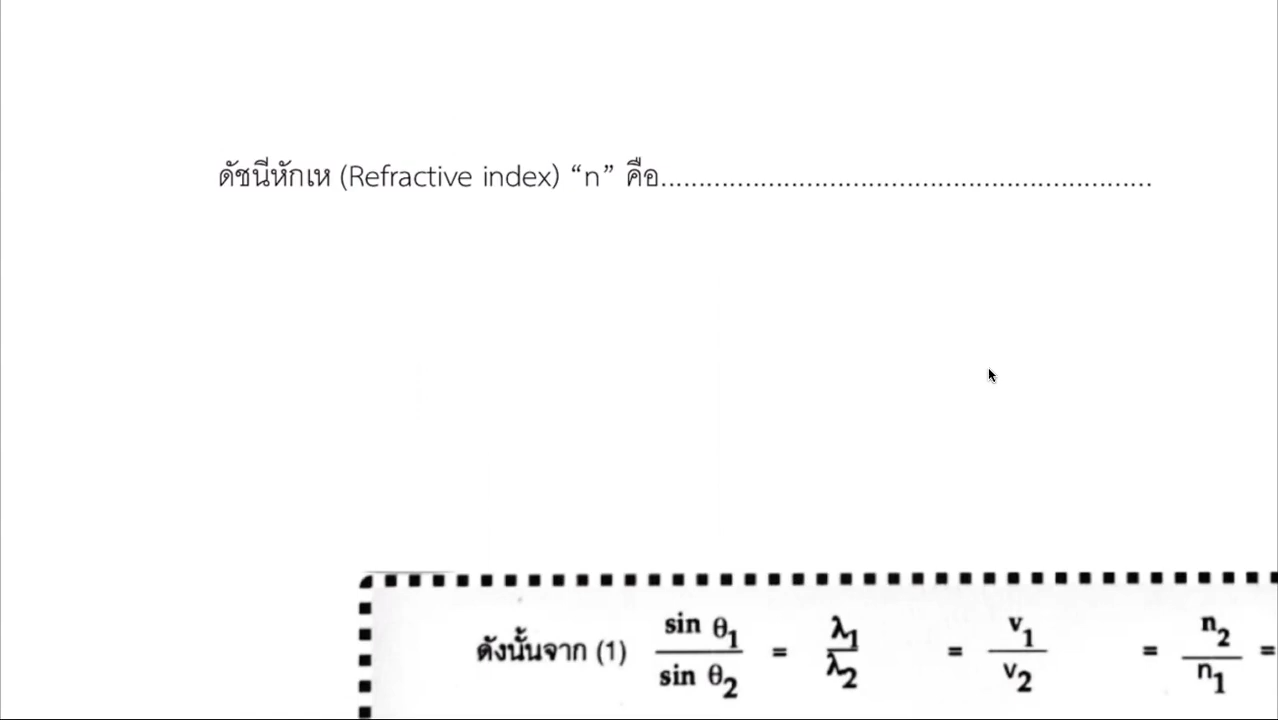 ดัชนีหักเห (Refractive index) “n” คือ.................................................................
ดังนั้นจาก (1) sin θ₁ / sin θ₂ = λ₁ / λ₂ = v₁ / v₂ = n₂ / n₁ =